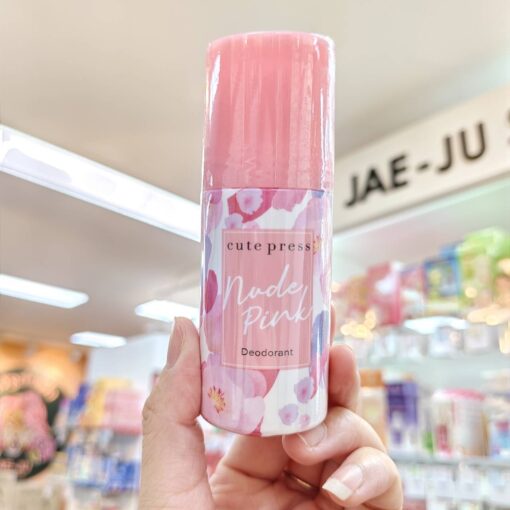 JAE-JU S
cute press
Nude
Pink
Deodorant